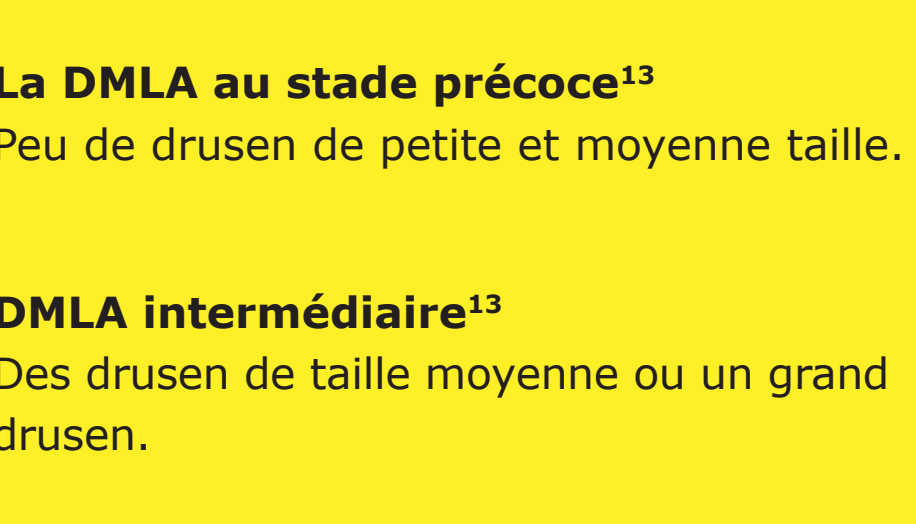 La DMLA au stade précoce¹³
Peu de drusen de petite et moyenne taille.
DMLA intermédiaire¹³
Des drusen de taille moyenne ou un grand
drusen.